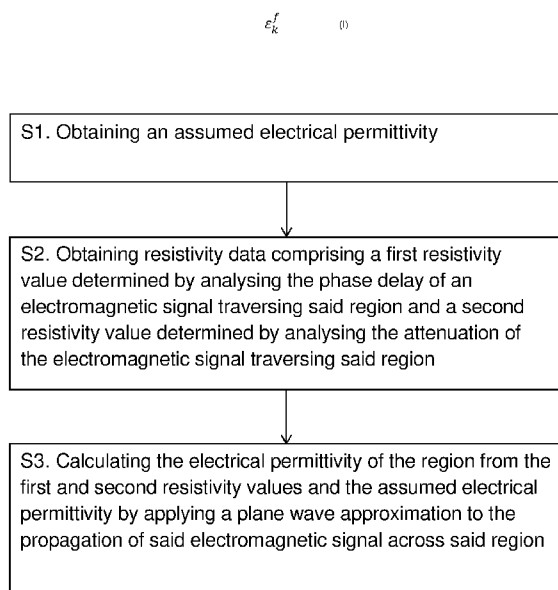 ε_k^f (I)
S1. Obtaining an assumed electrical permittivity
S2. Obtaining resistivity data comprising a first resistivity
value determined by analysing the phase delay of an
electromagnetic signal traversing said region and a second
resistivity value determined by analysing the attenuation of
the electromagnetic signal traversing said region
S3. Calculating the electrical permittivity of the region from the
first and second resistivity values and the assumed electrical
permittivity by applying a plane wave approximation to the
propagation of said electromagnetic signal across said region